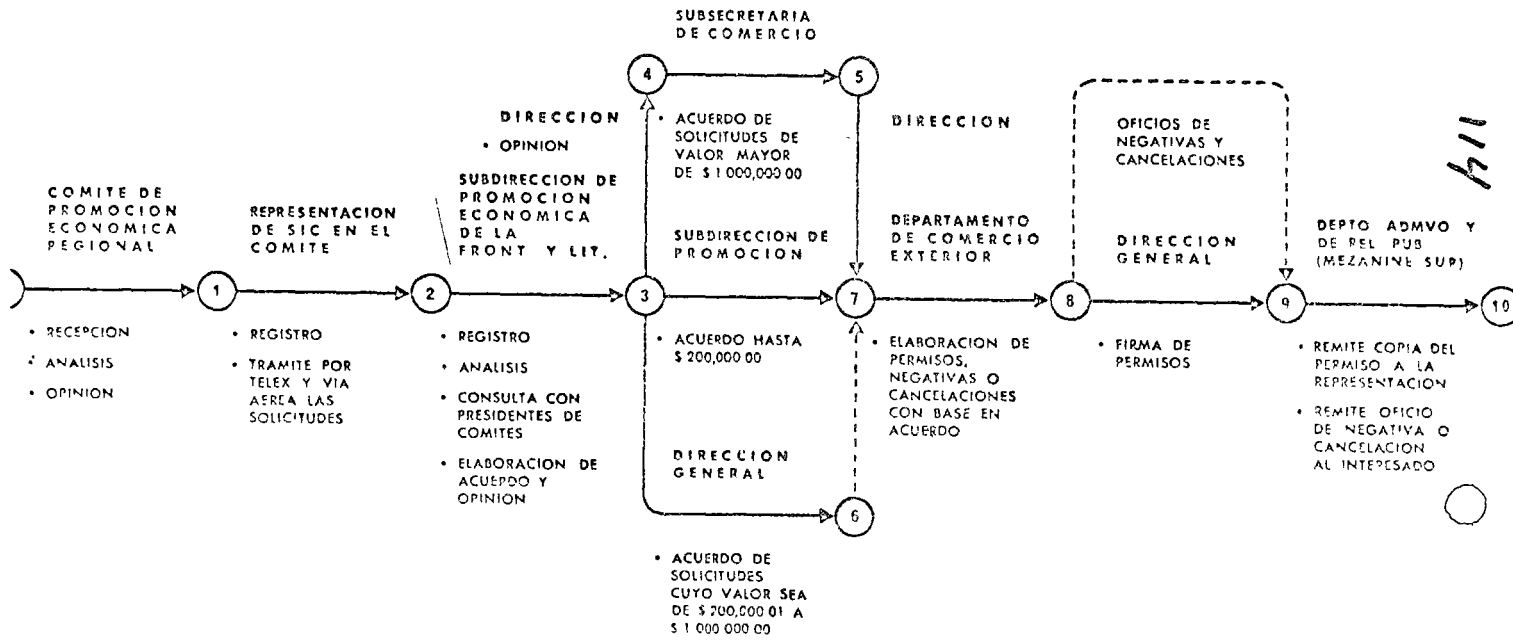 SUBSECRETARIA
DE COMERCIO
4
5
DIRECCION
• OPINION
• ACUERDO DE
SOLICITUDES DE
VALOR MAYOR
DE $ 1 000,000 00
DIRECCION
OFICIOS DE
NEGATIVAS Y
CANCELACIONES
114
COMITE DE
PROMOCION
ECONOMICA
REGIONAL
REPRESENTACION
DE SIC EN EL
COMITE
SUBDIRECCION DE
PROMOCION
ECONOMICA
DE LA
FRONT Y LIT.
SUBDIRECCION DE
PROMOCION
DEPARTAMENTO
DE COMERCIO
EXTERIOR
DIRECCION
GENERAL
DEPTO ADMVO Y
DE REL PUB
(MEZANINE SUP)
1
2
3
7
8
9
10
• RECEPCION
• ANALISIS
• OPINION
• REGISTRO
• TRAMITE POR
TELEX Y VIA
AEREA LAS
SOLICITUDES
• REGISTRO
• ANALISIS
• CONSULTA CON
PRESIDENTES DE
COMITES
• ELABORACION DE
ACUERDO Y
OPINION
• ACUERDO HASTA
$ 200,000 00
• ELABORACION DE
PERMISOS,
NEGATIVAS O
CANCELACIONES
CON BASE EN
ACUERDO
• FIRMA DE
PERMISOS
• REMITE COPIA DEL
PERMISO A LA
REPRESENTACION
• REMITE OFICIO
DE NEGATIVA O
CANCELACION
AL INTERESADO
DIRECCION
GENERAL
6
• ACUERDO DE
SOLICITUDES
CUYO VALOR SEA
DE $ 200,000 01 A
$ 1 000 000 00